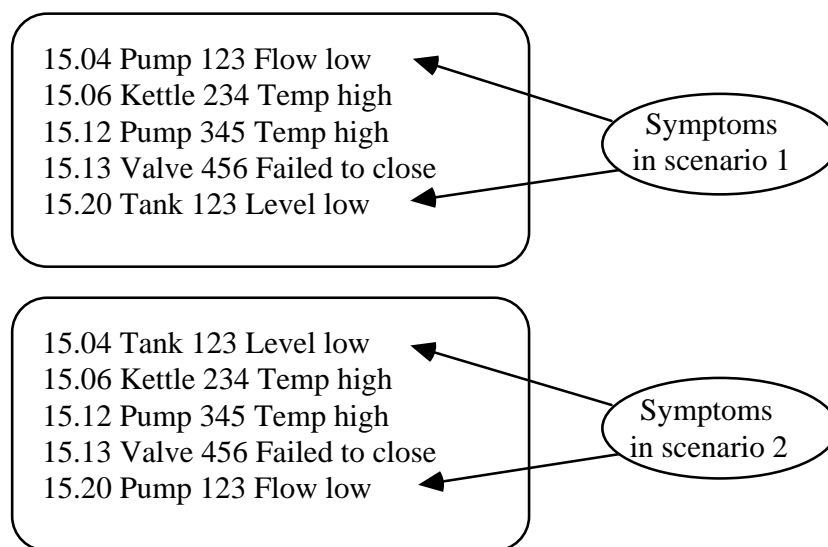 15.04 Pump 123 Flow low
15.06 Kettle 234 Temp high
15.12 Pump 345 Temp high
15.13 Valve 456 Failed to close
15.20 Tank 123 Level low
Symptoms
in scenario 1
15.04 Tank 123 Level low
15.06 Kettle 234 Temp high
15.12 Pump 345 Temp high
15.13 Valve 456 Failed to close
15.20 Pump 123 Flow low
Symptoms
in scenario 2